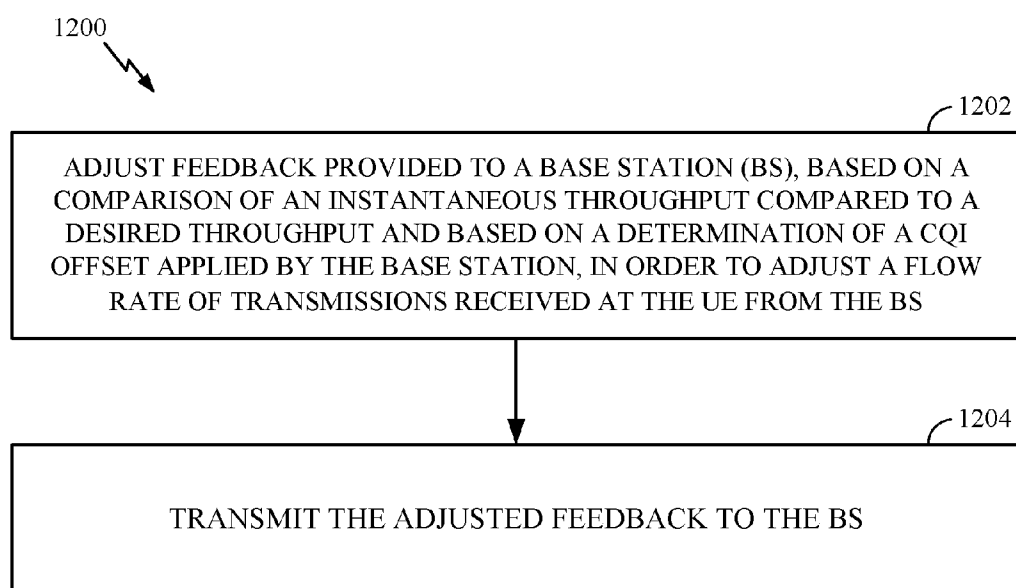 1200
1202
ADJUST FEEDBACK PROVIDED TO A BASE STATION (BS), BASED ON A
COMPARISON OF AN INSTANTANEOUS THROUGHPUT COMPARED TO A
DESIRED THROUGHPUT AND BASED ON A DETERMINATION OF A CQI
OFFSET APPLIED BY THE BASE STATION, IN ORDER TO ADJUST A FLOW
RATE OF TRANSMISSIONS RECEIVED AT THE UE FROM THE BS
1204
TRANSMIT THE ADJUSTED FEEDBACK TO THE BS